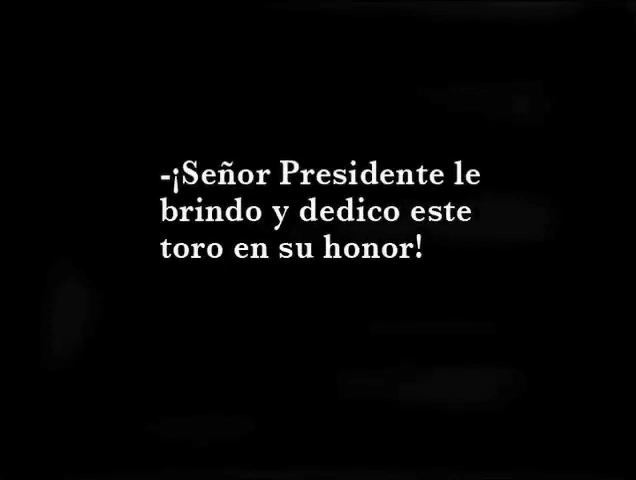 -¡Señor Presidente le
brindo y dedico este
toro en su honor!